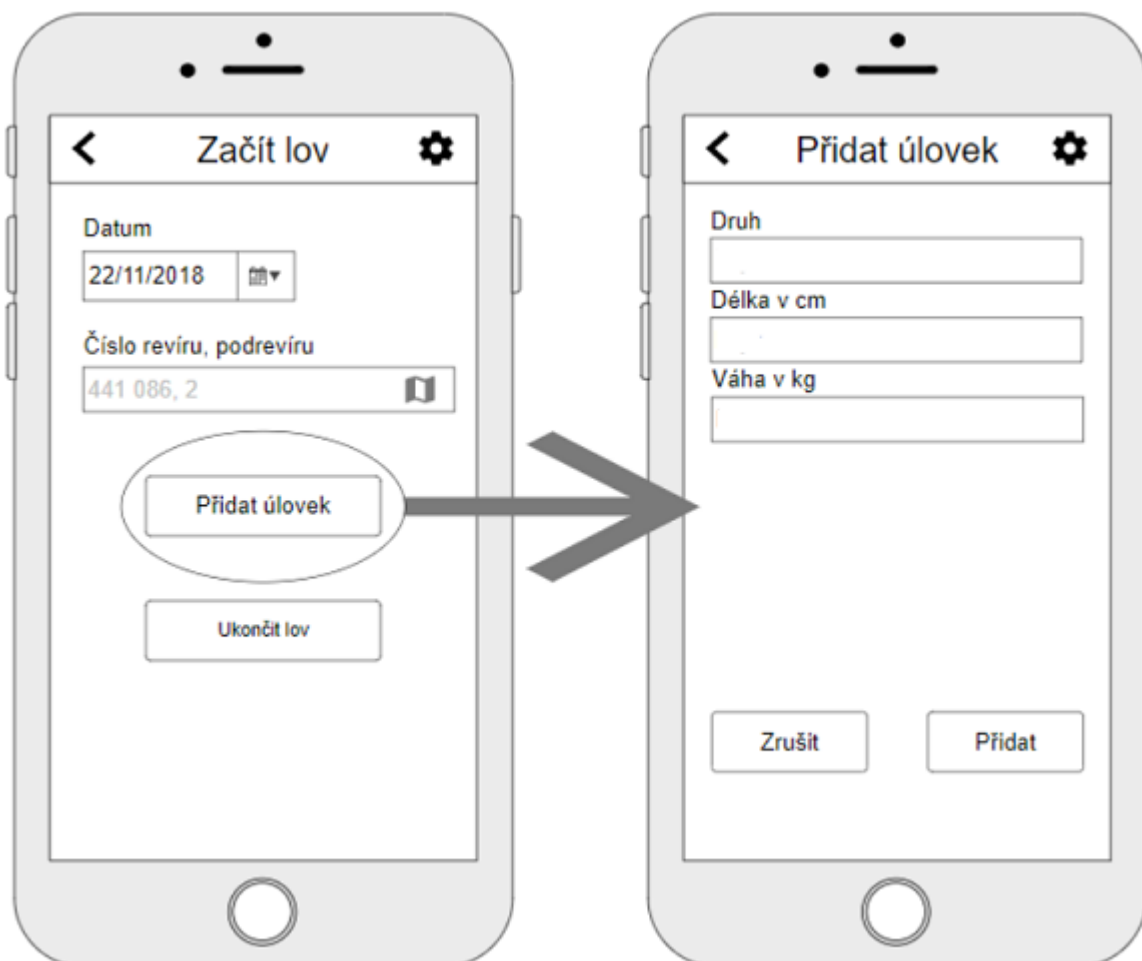 Začít lov
Datum
22/11/2018
Číslo revíru, podrevíru
441 086, 2
Přidat úlovek
Ukončit lov
Přidat úlovek
Druh
Délka v cm
Váha v kg
Zrušit
Přidat